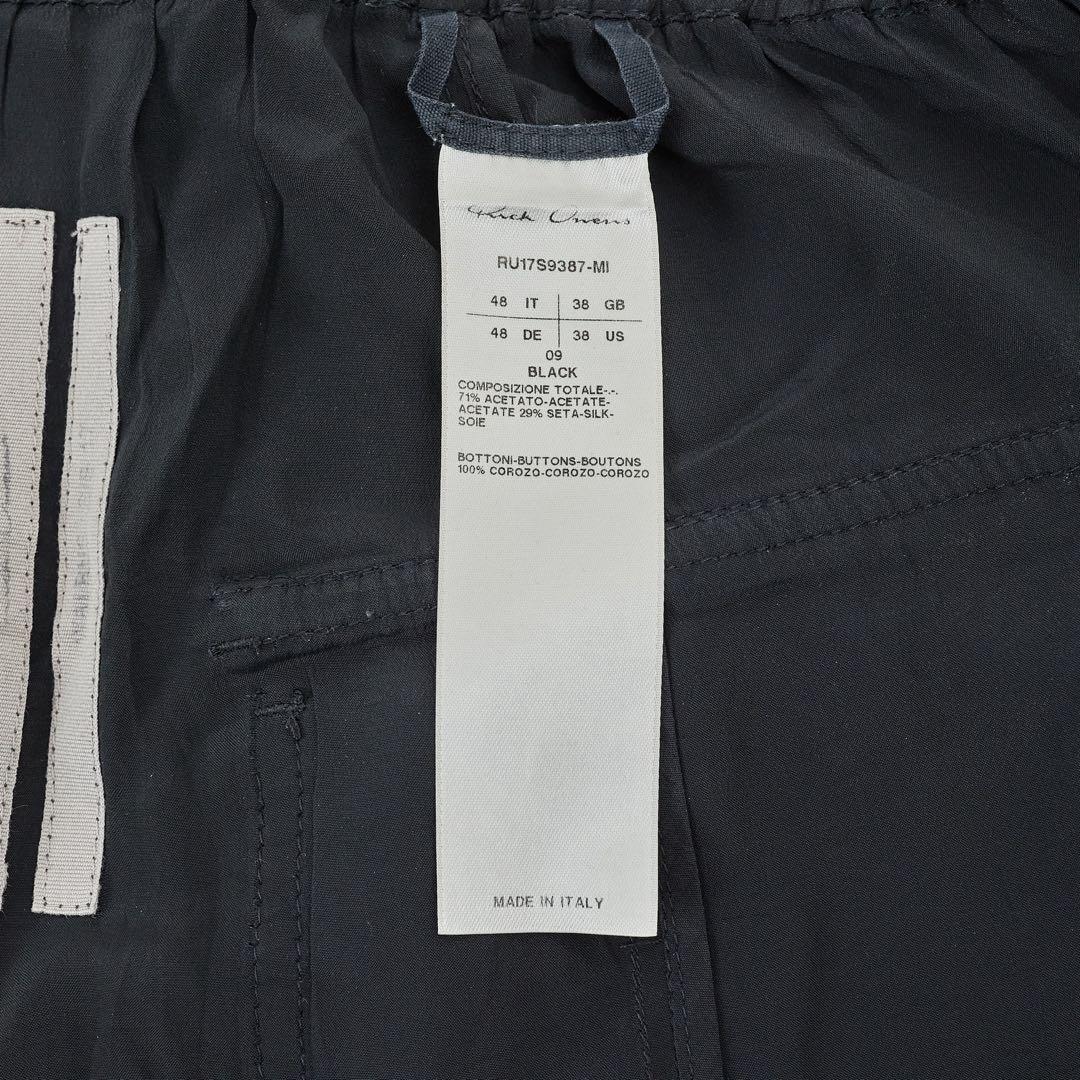 Rick Owens
RU17S9387-MI
48 IT 38 GB
48 DE 38 US
09
BLACK
COMPOSIZIONE TOTALE-.-.
71% ACETATO-ACETATE-
ACETATE 29% SETA-SILK-
SOIE
BOTTONI-BUTTONS-BOUTONS
100% COROZO-COROZO-COROZO
MADE IN ITALY